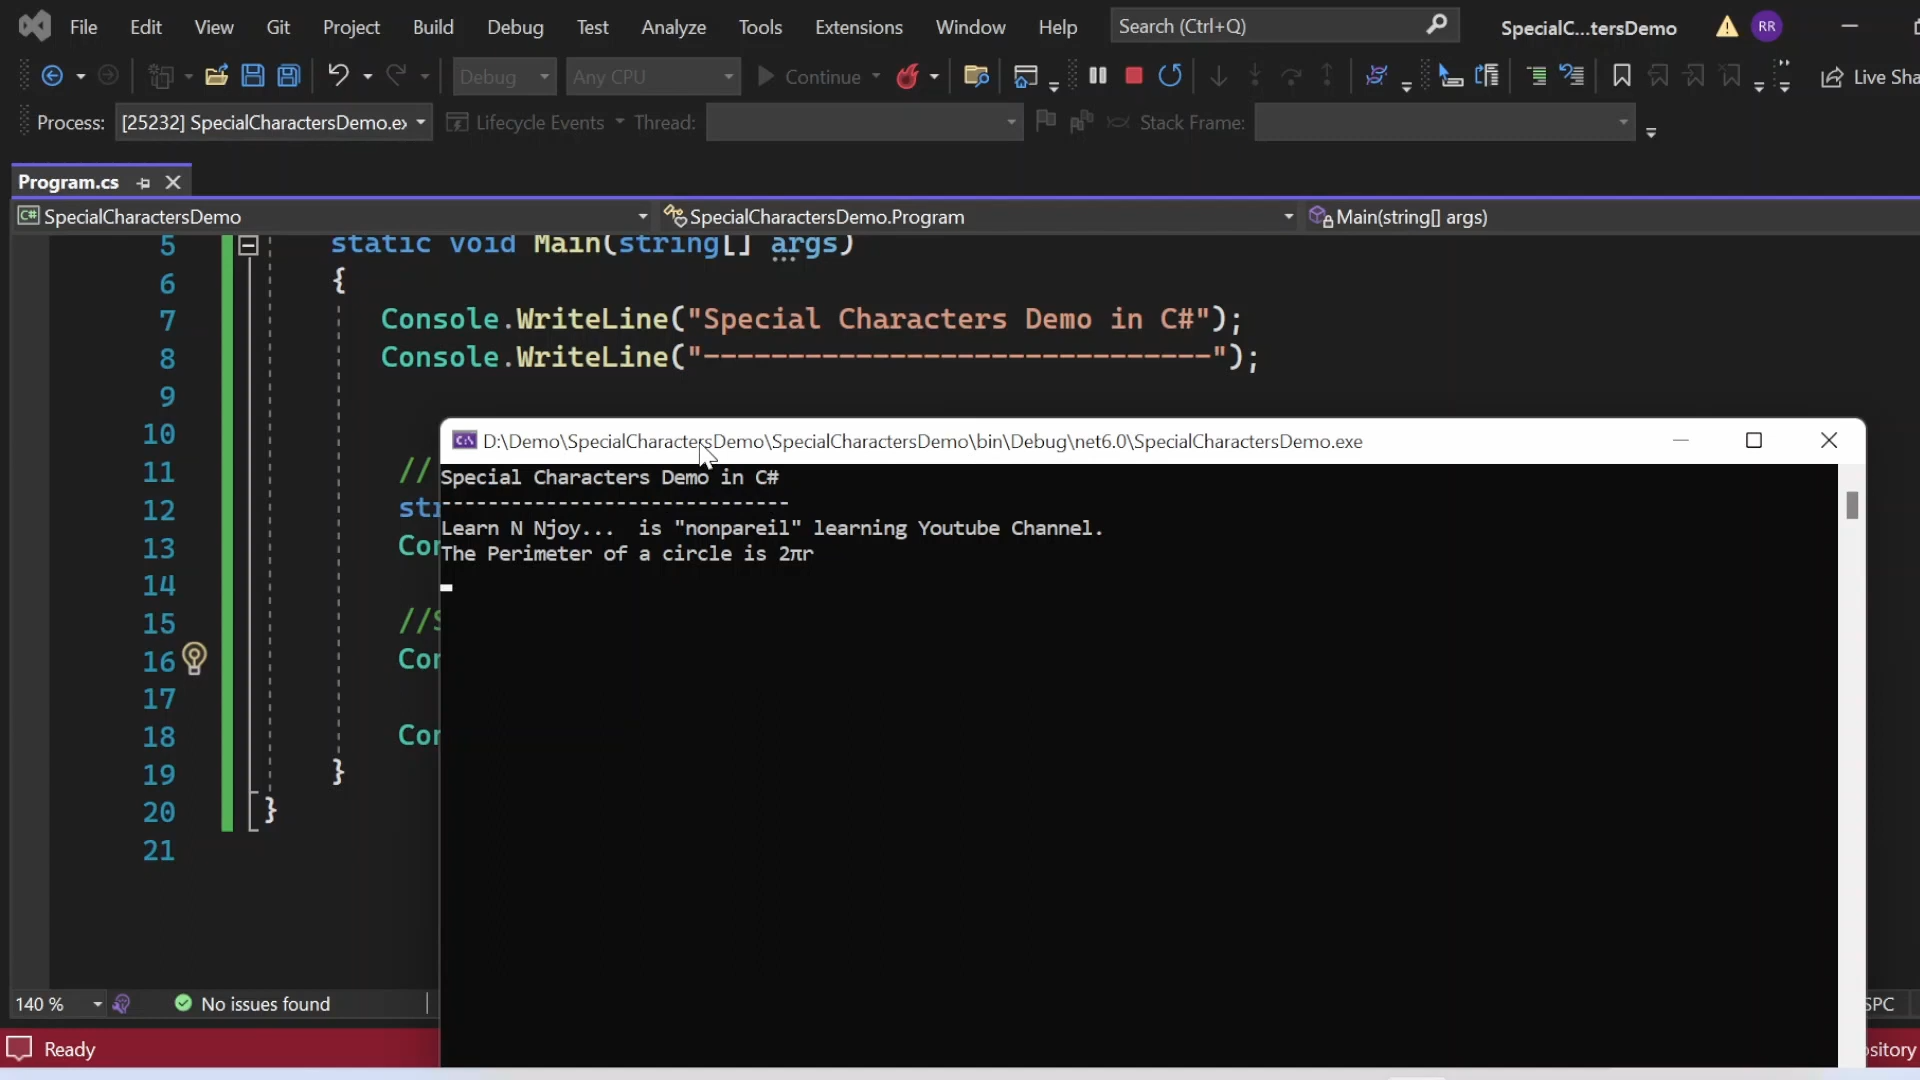 File Edit View Git Project Build Debug Test Analyze Tools Extensions Window Help Search (Ctrl+Q) SpecialC...tersDemo RR
Debug Any CPU Continue Live Sha
Process: [25232] SpecialCharactersDemo.ex Lifecycle Events Thread: Stack Frame:
Program.cs
C# SpecialCharactersDemo SpecialCharactersDemo.Program Main(string[] args)
5 static void Main(string[] args)
6 {
7 Console.WriteLine("Special Characters Demo in C#");
8 Console.WriteLine("------------------------------");
9
10
11 //
12 str
13 Con
14
15 //S
16 Con
17
18 Con
19 }
20 }
21
D:\Demo\SpecialCharactersDemo\SpecialCharactersDemo\bin\Debug\net6.0\SpecialCharactersDemo.exe
Special Characters Demo in C#
------------------------------
Learn N Njoy...  is "nonpareil" learning Youtube Channel.
The Perimeter of a circle is 2πr
140 % No issues found SPC
Ready ository